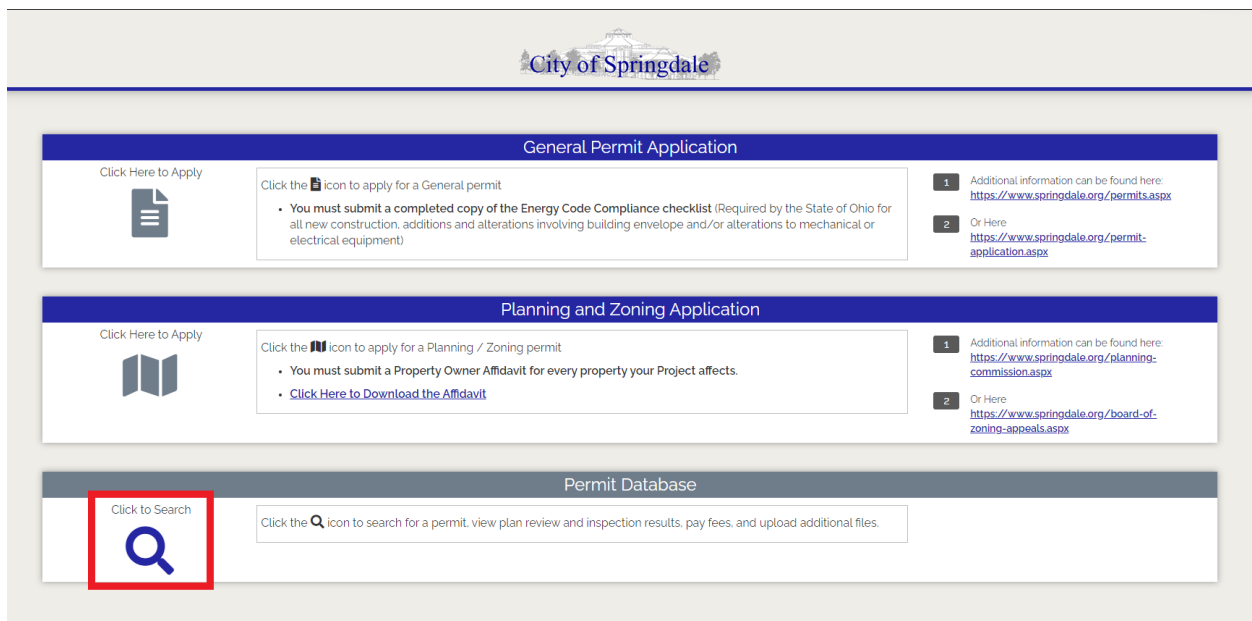 City of Springdale
General Permit Application
Click Here to Apply
Click the icon to apply for a General permit
• You must submit a completed copy of the Energy Code Compliance checklist (Required by the State of Ohio for
all new construction, additions and alterations involving building envelope and/or alterations to mechanical or
electrical equipment)
1 Additional information can be found here:
https://www.springdale.org/permits.aspx
2 Or Here
https://www.springdale.org/permit-
application.aspx
Planning and Zoning Application
Click Here to Apply
Click the icon to apply for a Planning / Zoning permit
• You must submit a Property Owner Affidavit for every property your Project affects.
• Click Here to Download the Affidavit
1 Additional information can be found here:
https://www.springdale.org/planning-
commission.aspx
2 Or Here
https://www.springdale.org/board-of-
zoning-appeals.aspx
Permit Database
Click to Search
Click the icon to search for a permit, view plan review and inspection results, pay fees, and upload additional files.